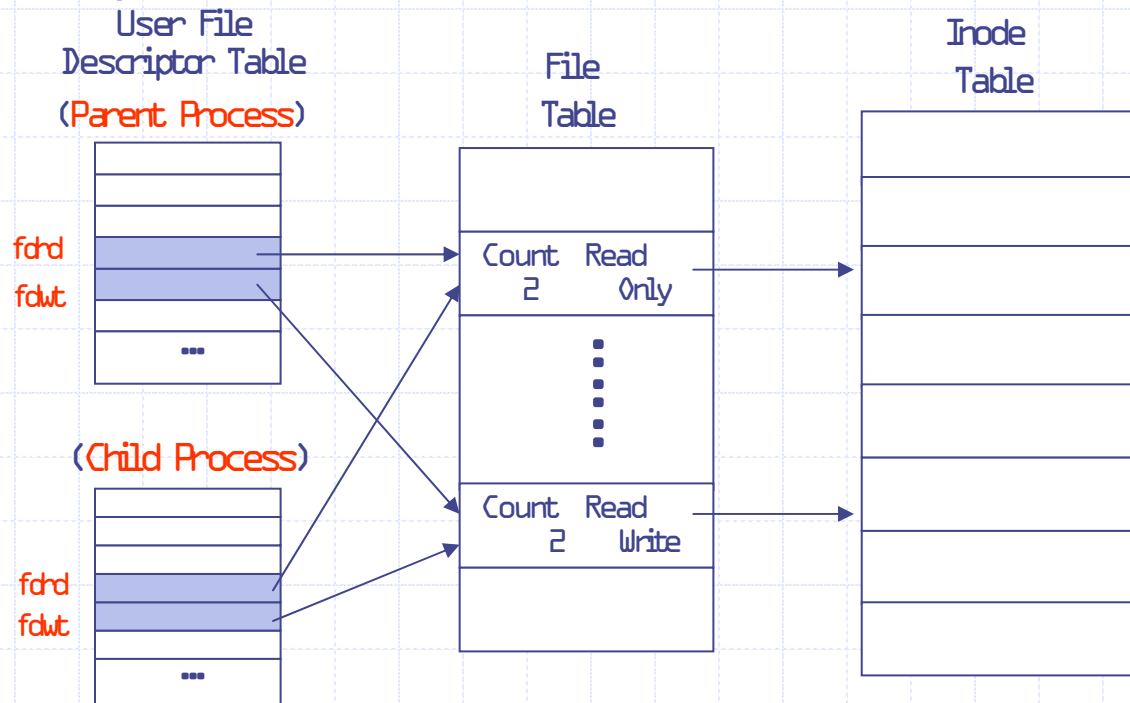 User File
Descriptor Table
(Parent Process)
fdrd
fdwt
...
(Child Process)
fdrd
fdwt
...
File
Table
Count Read
2 Only
Count Read
2 Write
Inode
Table